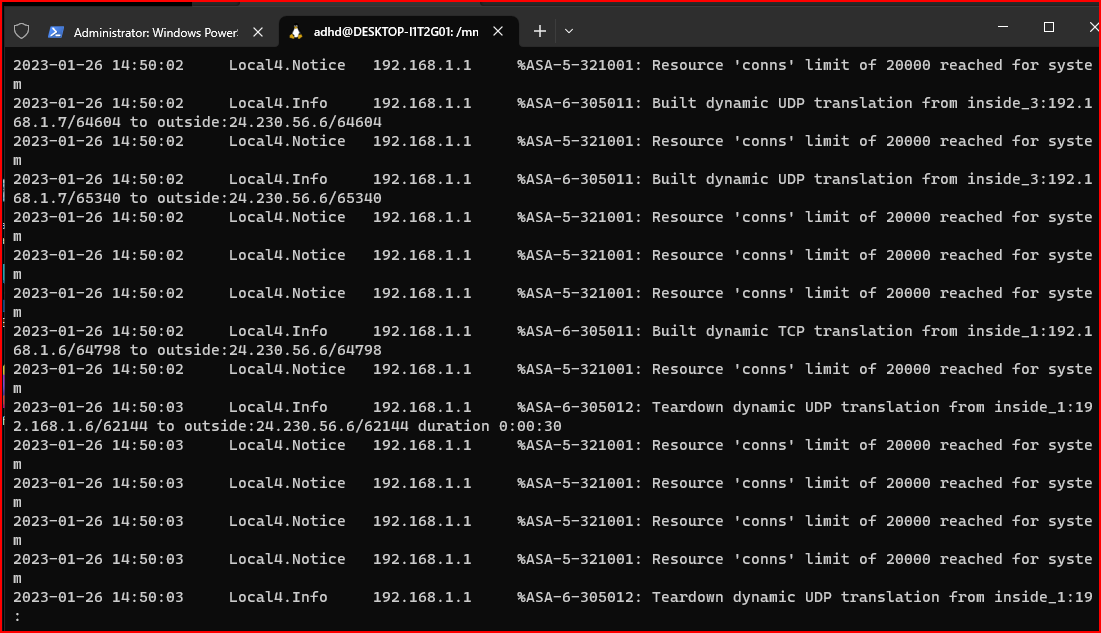 Administrator: Windows Power
adhd@DESKTOP-I1T2G01: /mn
2023-01-26 14:50:02     Local4.Notice   192.168.1.1     %ASA-5-321001: Resource 'conns' limit of 20000 reached for syste
m
2023-01-26 14:50:02     Local4.Info     192.168.1.1     %ASA-6-305011: Built dynamic UDP translation from inside_3:192.1
68.1.7/64604 to outside:24.230.56.6/64604
2023-01-26 14:50:02     Local4.Notice   192.168.1.1     %ASA-5-321001: Resource 'conns' limit of 20000 reached for syste
m
2023-01-26 14:50:02     Local4.Info     192.168.1.1     %ASA-6-305011: Built dynamic UDP translation from inside_3:192.1
68.1.7/65340 to outside:24.230.56.6/65340
2023-01-26 14:50:02     Local4.Notice   192.168.1.1     %ASA-5-321001: Resource 'conns' limit of 20000 reached for syste
m
2023-01-26 14:50:02     Local4.Notice   192.168.1.1     %ASA-5-321001: Resource 'conns' limit of 20000 reached for syste
m
2023-01-26 14:50:02     Local4.Notice   192.168.1.1     %ASA-5-321001: Resource 'conns' limit of 20000 reached for syste
m
2023-01-26 14:50:02     Local4.Info     192.168.1.1     %ASA-6-305011: Built dynamic TCP translation from inside_1:192.1
68.1.6/64798 to outside:24.230.56.6/64798
2023-01-26 14:50:02     Local4.Notice   192.168.1.1     %ASA-5-321001: Resource 'conns' limit of 20000 reached for syste
m
2023-01-26 14:50:03     Local4.Info     192.168.1.1     %ASA-6-305012: Teardown dynamic UDP translation from inside_1:19
2.168.1.6/62144 to outside:24.230.56.6/62144 duration 0:00:30
2023-01-26 14:50:03     Local4.Notice   192.168.1.1     %ASA-5-321001: Resource 'conns' limit of 20000 reached for syste
m
2023-01-26 14:50:03     Local4.Notice   192.168.1.1     %ASA-5-321001: Resource 'conns' limit of 20000 reached for syste
m
2023-01-26 14:50:03     Local4.Notice   192.168.1.1     %ASA-5-321001: Resource 'conns' limit of 20000 reached for syste
m
2023-01-26 14:50:03     Local4.Notice   192.168.1.1     %ASA-5-321001: Resource 'conns' limit of 20000 reached for syste
m
2023-01-26 14:50:03     Local4.Info     192.168.1.1     %ASA-6-305012: Teardown dynamic UDP translation from inside_1:19
: